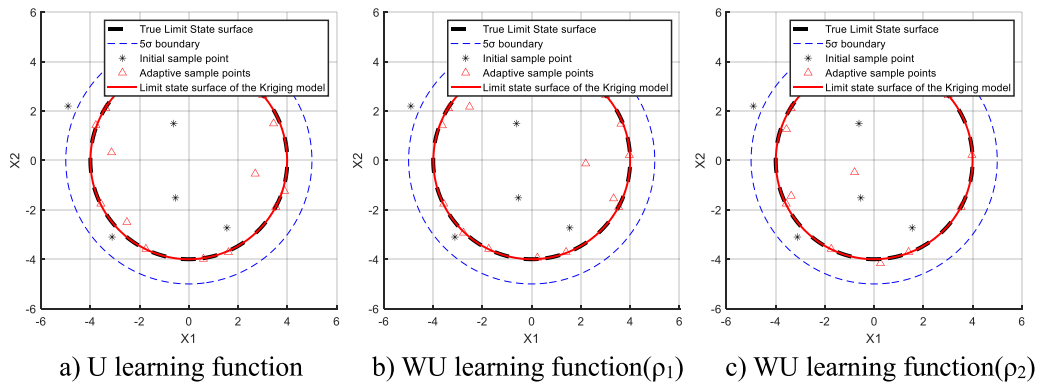 True Limit State surface
5σ boundary
Initial sample point
Adaptive sample points
Limit state surface of the Kriging model
6
4
2
0
-2
-4
-6
X2
-6
-4
-2
0
2
4
6
X1
a) U learning function
True Limit State surface
5σ boundary
Initial sample point
Adaptive sample points
Limit state surface of the Kriging model
6
4
2
0
-2
-4
-6
X2
-6
-4
-2
0
2
4
6
X1
b) WU learning function(ρ₁)
True Limit State surface
5σ boundary
Initial sample point
Adaptive sample points
Limit state surface of the Kriging model
6
4
2
0
-2
-4
-6
X2
-6
-4
-2
0
2
4
6
X1
c) WU learning function(ρ₂)